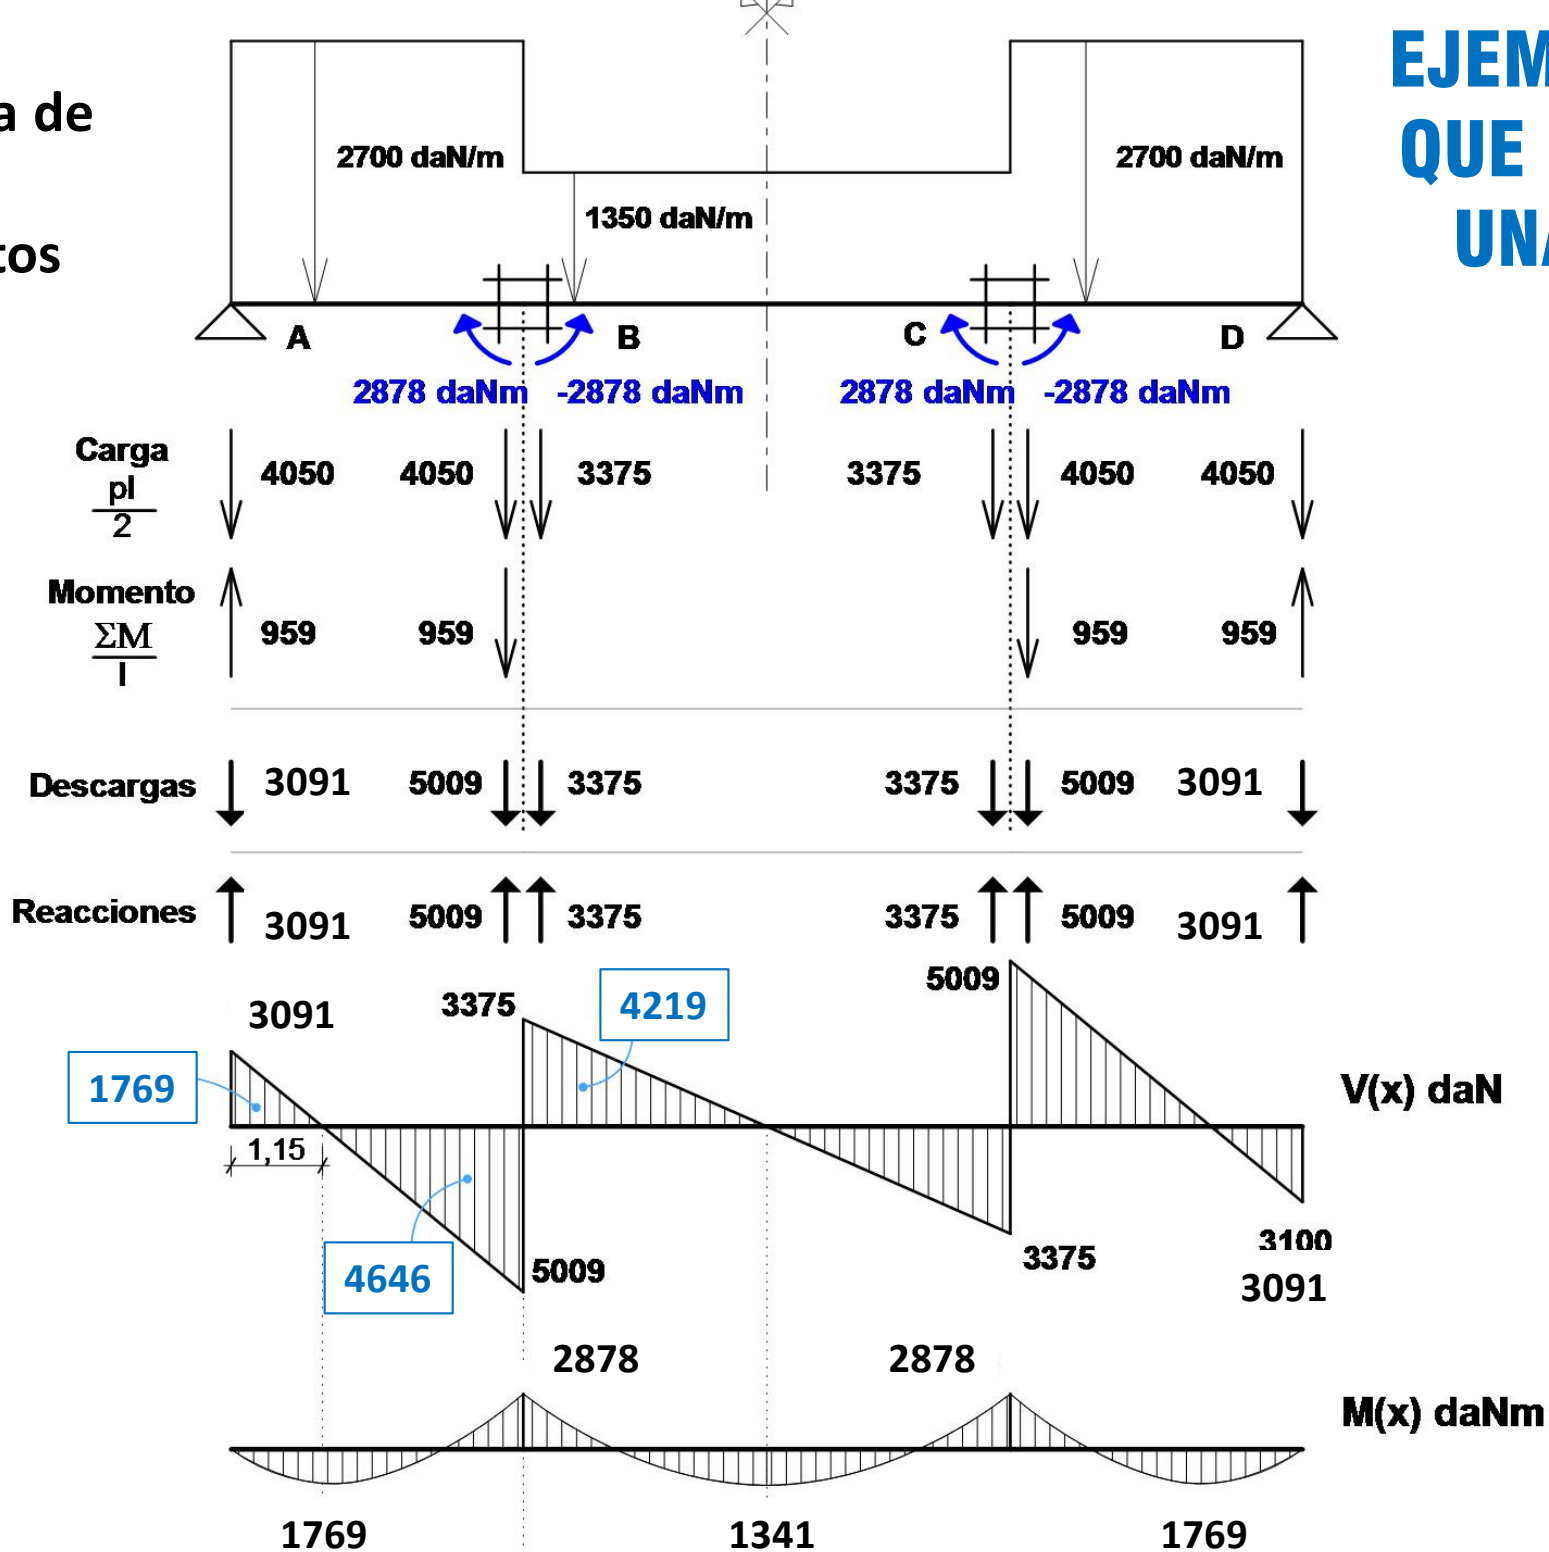 a de
tos
EJEM
QUE
UNA
2700 daN/m
2700 daN/m
1350 daN/m
A B C D
2878 daNm -2878 daNm 2878 daNm -2878 daNm
Carga pl/2 4050 4050 3375 3375 4050 4050
Momento ΣM/l 959 959 959 959
Descargas 3091 5009 3375 3375 5009 3091
Reacciones 3091 5009 3375 3375 5009 3091
3091 3375 4219 5009
1769
V(x) daN
1,15
4646 5009 3375 3100
3091
2878 2878
M(x) daNm
1769 1341 1769